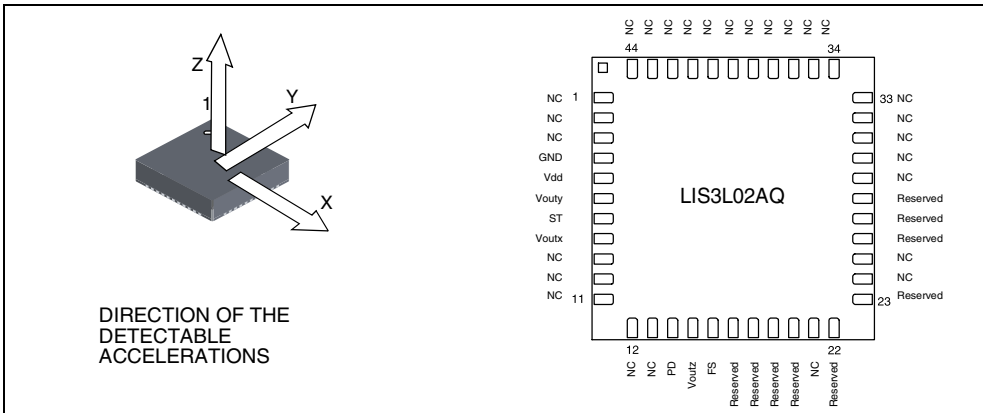 Z
Y
1
X
DIRECTION OF THE
DETECTABLE
ACCELERATIONS
NC NC NC NC NC NC NC NC NC NC NC
44 34
NC 1
NC
NC
GND
Vdd
Vouty
ST
Voutx
NC
NC
NC 11
LIS3L02AQ
33 NC
NC
NC
NC
NC
Reserved
Reserved
Reserved
NC
NC
23 Reserved
12 22
NC NC PD Voutz FS Reserved Reserved Reserved Reserved NC Reserved